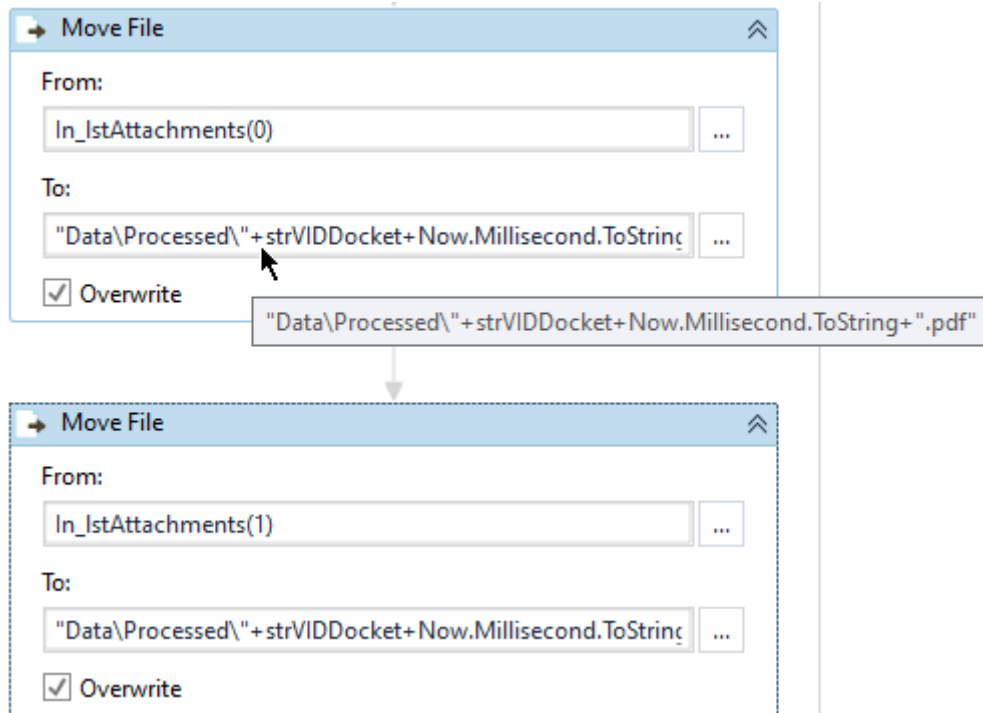 Move File
From:
In_lstAttachments(0)
...
To:
"Data\Processed\"+strVIDDocket+Now.Millisecond.ToString
...
Overwrite
"Data\Processed\"+strVIDDocket+Now.Millisecond.ToString+".pdf"
Move File
From:
In_lstAttachments(1)
...
To:
"Data\Processed\"+strVIDDocket+Now.Millisecond.ToString
...
Overwrite